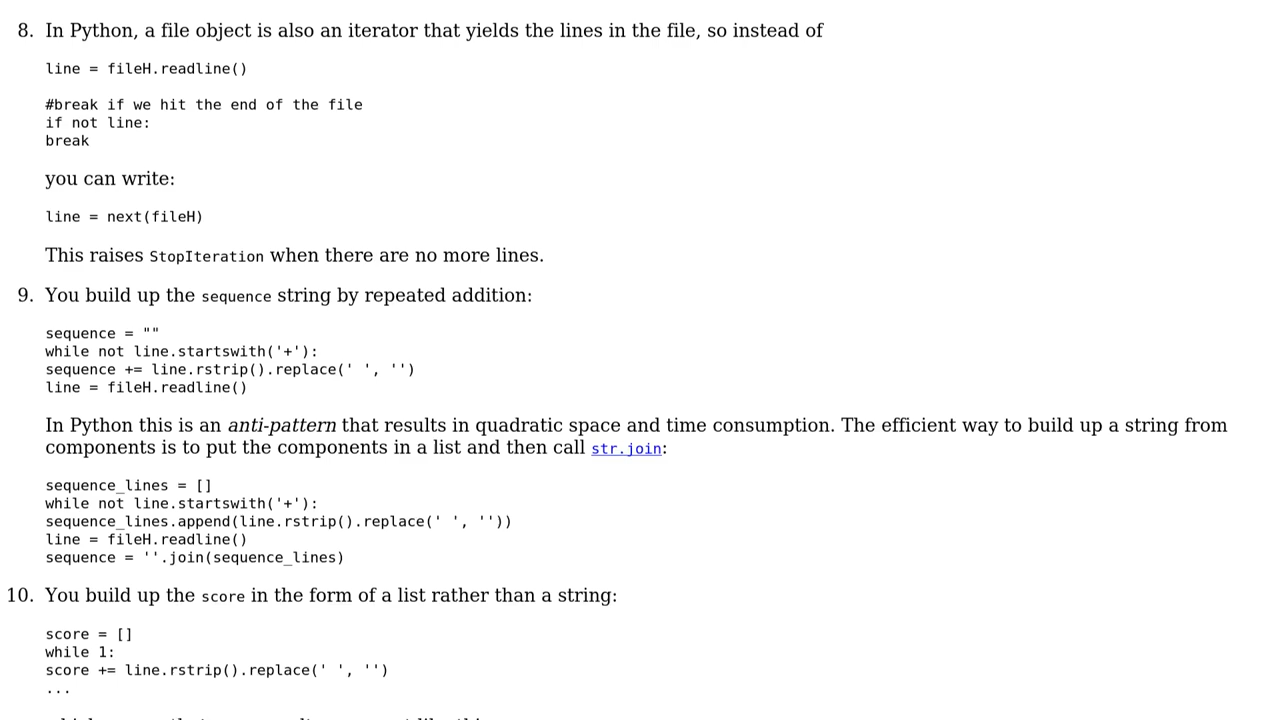 8. In Python, a file object is also an iterator that yields the lines in the file, so instead of
line = fileH.readline()
#break if we hit the end of the file
if not line:
break
you can write:
line = next(fileH)
This raises StopIteration when there are no more lines.
9. You build up the sequence string by repeated addition:
sequence = ""
while not line.startswith('+'):
sequence += line.rstrip().replace(' ', '')
line = fileH.readline()
In Python this is an anti-pattern that results in quadratic space and time consumption. The efficient way to build up a string from
components is to put the components in a list and then call str.join:
sequence_lines = []
while not line.startswith('+'):
sequence_lines.append(line.rstrip().replace(' ', ''))
line = fileH.readline()
sequence = ''.join(sequence_lines)
10. You build up the score in the form of a list rather than a string:
score = []
while 1:
score += line.rstrip().replace(' ', '')
...